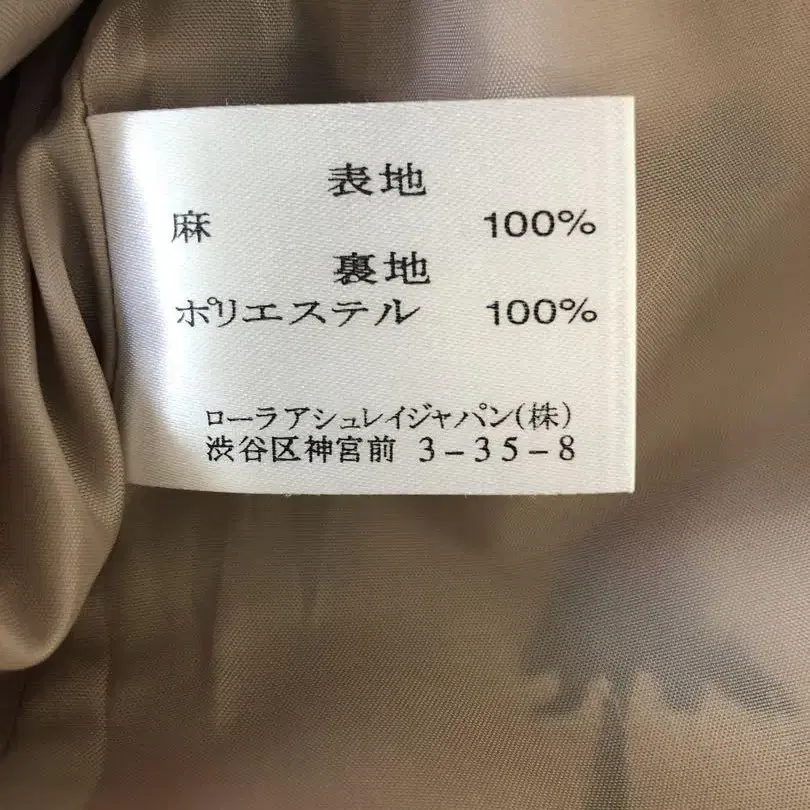 表地
麻 100%
裏地
ポリエステル 100%
ローラアシュレイジャパン(株)
渋谷区神宮前 3-35-8